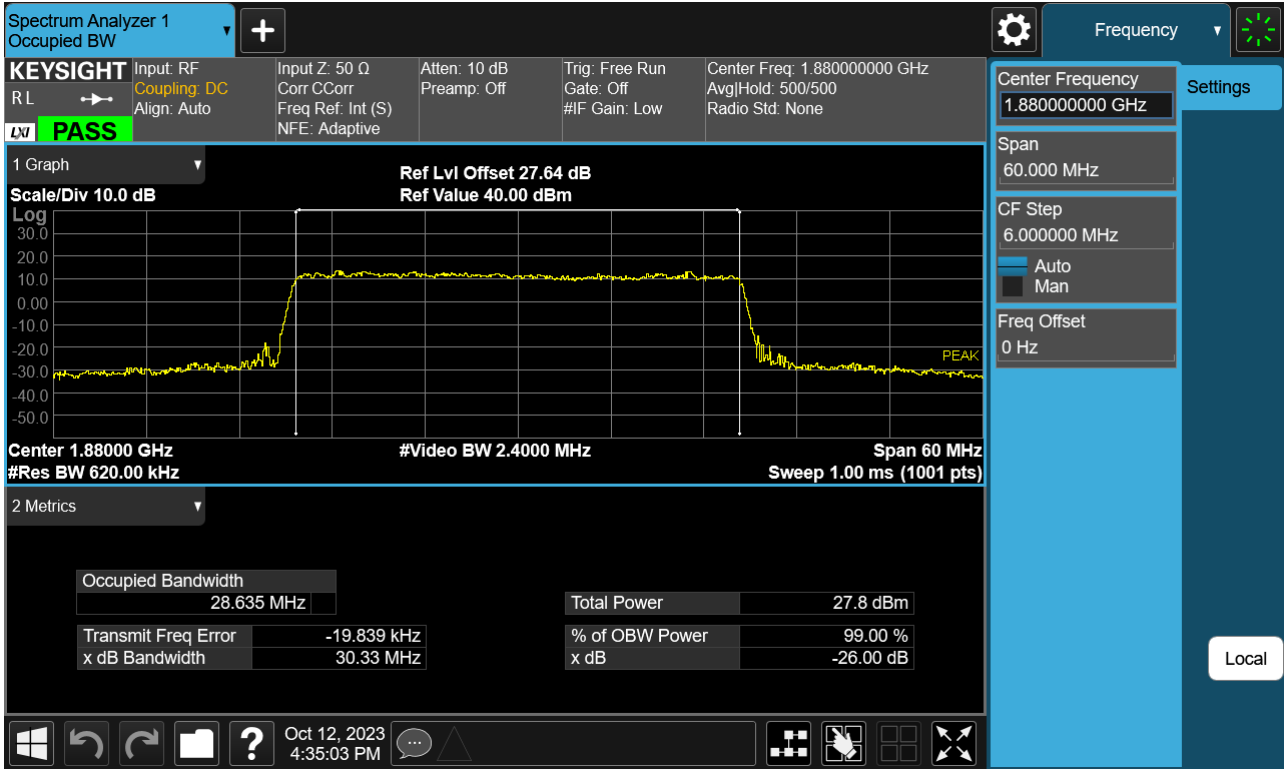 Spectrum Analyzer 1
Occupied BW
Frequency
KEYSIGHT
R L
LXI
PASS
Input: RF
Coupling: DC
Align: Auto
Input Z: 50 Ω
Corr CCorr
Freq Ref: Int (S)
NFE: Adaptive
Atten: 10 dB
Preamp: Off
Trig: Free Run
Gate: Off
#IF Gain: Low
Center Freq: 1.880000000 GHz
Avg|Hold: 500/500
Radio Std: None
Center Frequency
1.880000000 GHz
Settings
Span
60.000 MHz
CF Step
6.000000 MHz
Auto
Man
Freq Offset
0 Hz
Local
1 Graph
Ref Lvl Offset 27.64 dB
Scale/Div 10.0 dB
Ref Value 40.00 dBm
Log
30.0
20.0
10.0
0.00
-10.0
-20.0
-30.0
-40.0
-50.0
PEAK
Center 1.88000 GHz
#Video BW 2.4000 MHz
Span 60 MHz
#Res BW 620.00 kHz
Sweep 1.00 ms (1001 pts)
2 Metrics
Occupied Bandwidth
28.635 MHz
Total Power 27.8 dBm
Transmit Freq Error -19.839 kHz
% of OBW Power 99.00 %
x dB Bandwidth 30.33 MHz
x dB -26.00 dB
?
Oct 12, 2023
4:35:03 PM